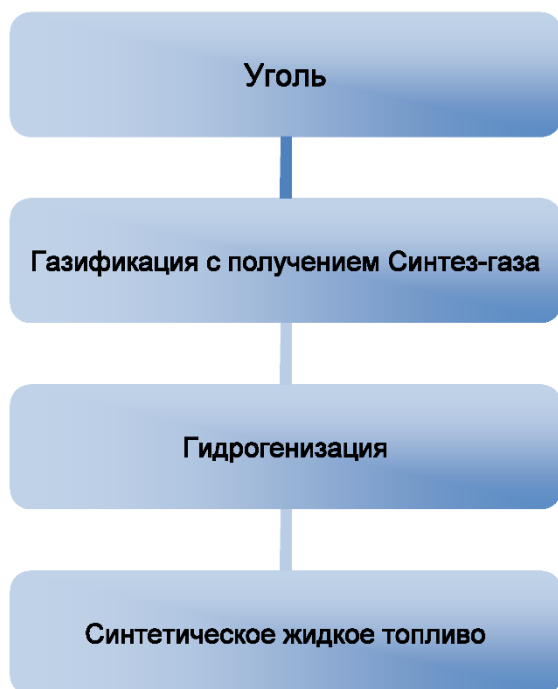 Уголь
Газификация с получением Синтез-газа
Гидрогенизация
Синтетическое жидкое топливо